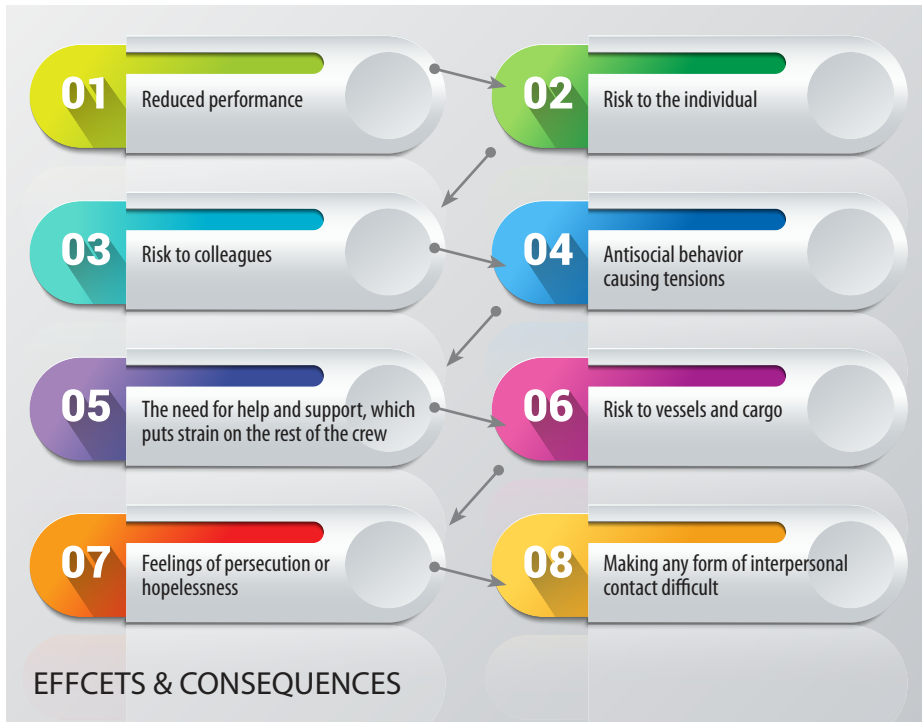 01
Reduced performance
02
Risk to the individual
03
Risk to colleagues
04
Antisocial behavior
causing tensions
05
The need for help and support, which
puts strain on the rest of the crew
06
Risk to vessels and cargo
07
Feelings of persecution or
hopelessness
08
Making any form of interpersonal
contact difficult
EFFCETS & CONSEQUENCES